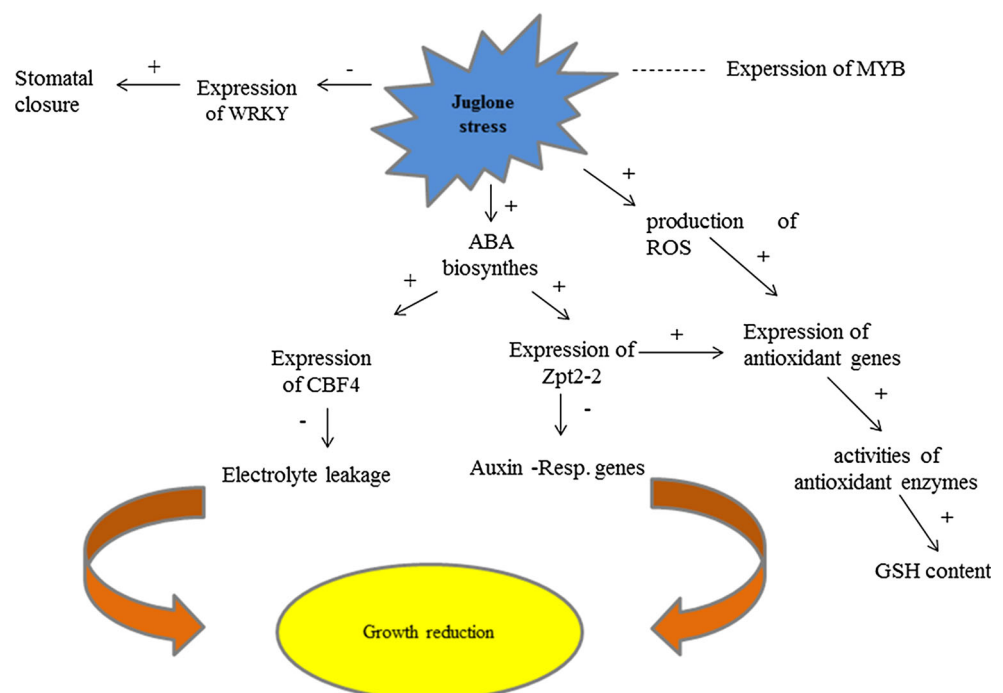 Stomatal
closure
+
Expression
of WRKY
-
Juglone
stress
Experssion of MYB
+
ABA
biosynthes
+
production of
ROS
+
+
+
Expression
of CBF4
-
Electrolyte leakage
Expression of
Zpt2-2
+
-
Auxin -Resp. genes
Expression of
antioxidant genes
+
activities of
antioxidant enzymes
+
GSH content
Growth reduction